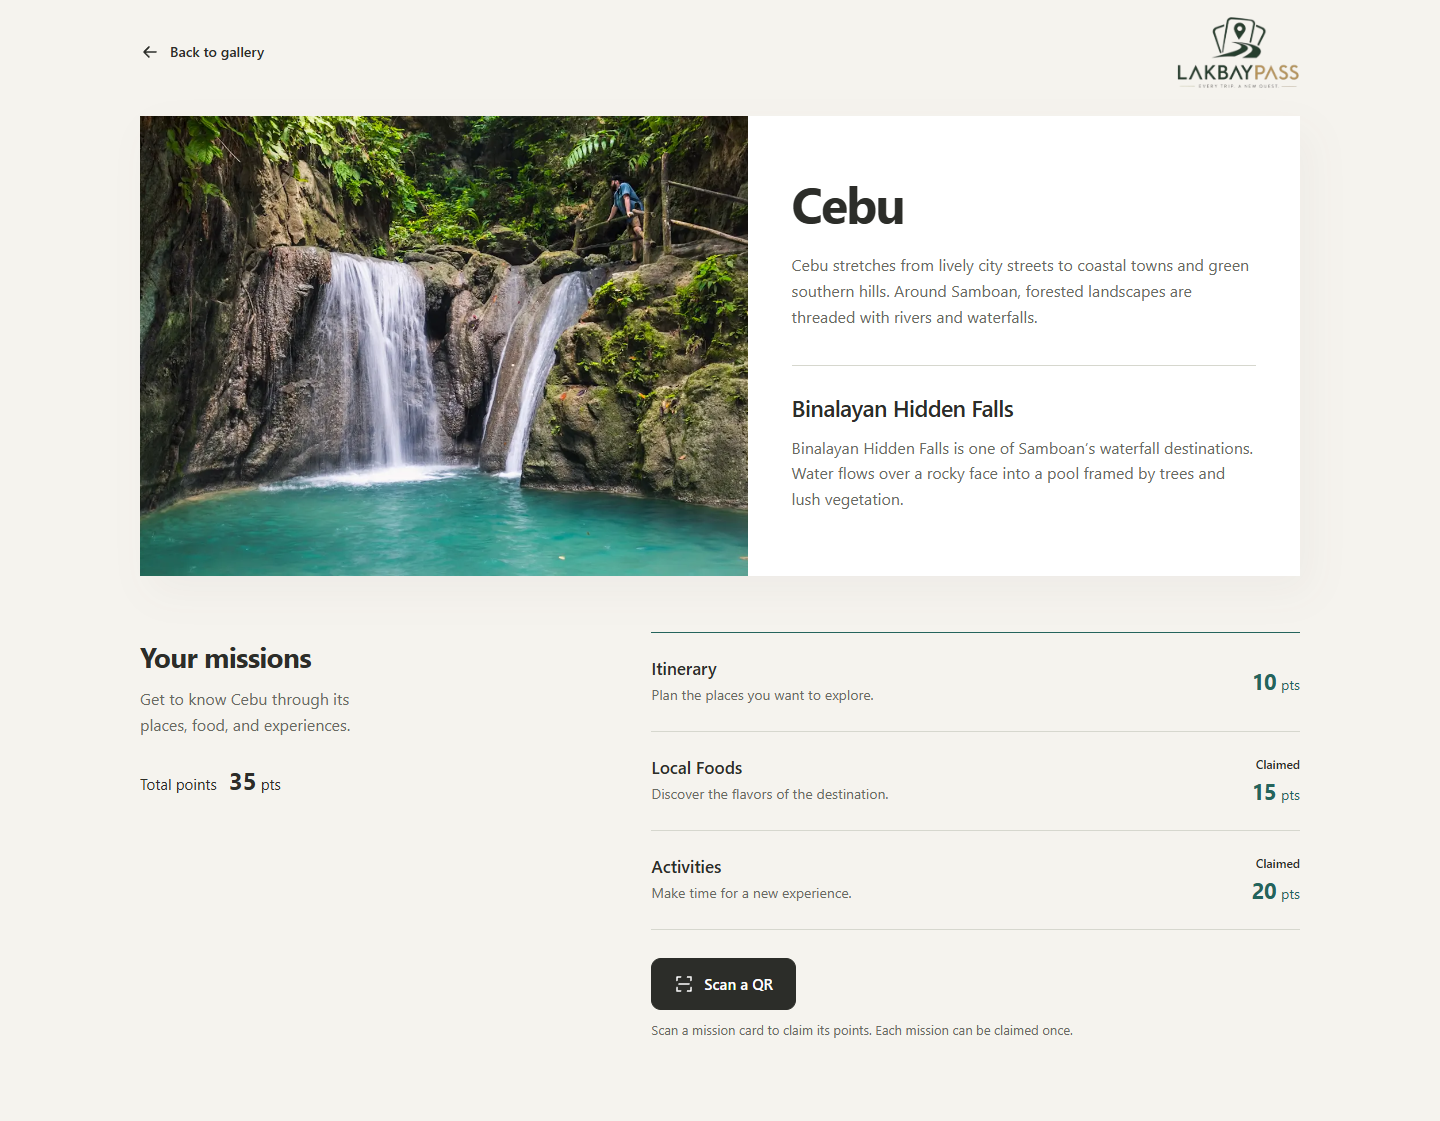 Back to gallery
LAKBAYPASS
EVERY TRIP, A NEW QUEST
Cebu
Cebu stretches from lively city streets to coastal towns and green
southern hills. Around Samboan, forested landscapes are
threaded with rivers and waterfalls.
Binalayan Hidden Falls
Binalayan Hidden Falls is one of Samboan’s waterfall destinations.
Water flows over a rocky face into a pool framed by trees and
lush vegetation.
Your missions
Get to know Cebu through its
places, food, and experiences.
Total points 35 pts
Itinerary
Plan the places you want to explore.
10 pts
Local Foods
Discover the flavors of the destination.
Claimed
15 pts
Activities
Make time for a new experience.
Claimed
20 pts
Scan a QR
Scan a mission card to claim its points. Each mission can be claimed once.